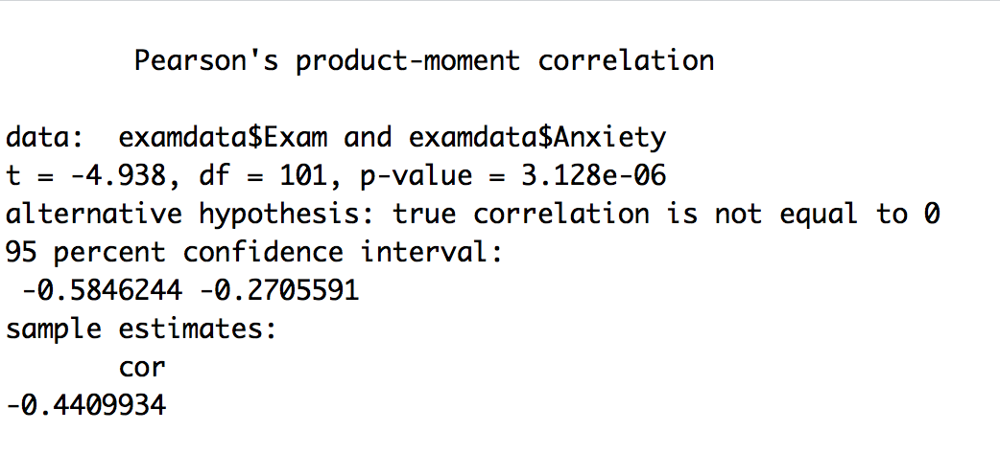 Pearson's product-moment correlation
data:  examdata$Exam and examdata$Anxiety
t = -4.938, df = 101, p-value = 3.128e-06
alternative hypothesis: true correlation is not equal to 0
95 percent confidence interval:
 -0.5846244 -0.2705591
sample estimates:
       cor
-0.4409934